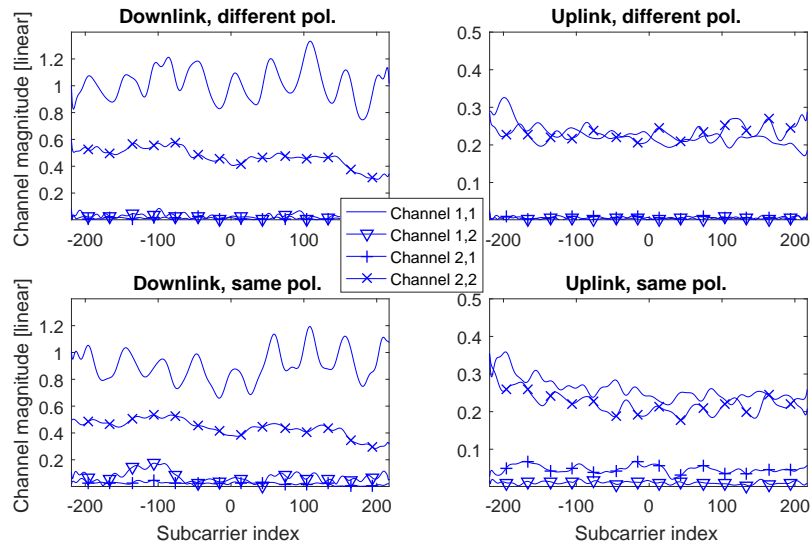 Downlink, different pol.
Channel magnitude [linear]
1.2
1
0.8
0.6
0.4
0.2
-200 -100 0 100 200
Uplink, different pol.
0.5
0.4
0.3
0.2
0.1
-200 -100 0 100 200
Channel 1,1
Channel 1,2
Channel 2,1
Channel 2,2
Downlink, same pol.
Channel magnitude [linear]
1.2
1
0.8
0.6
0.4
0.2
-200 -100 0 100 200
Subcarrier index
Uplink, same pol.
0.5
0.4
0.3
0.2
0.1
-200 -100 0 100 200
Subcarrier index